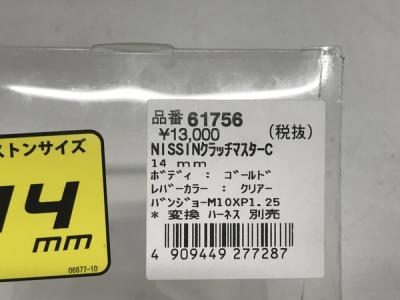 品番 61756
¥13,000 (税抜)
NISSINクラッチマスターC
14 mm
ボディ : ゴールド
レバーカラー : クリアー
バンジョーM10XP1.25
* 変換 ハーネス 別売
4 909449 277287
ストンサイズ
14
mm
06877-10